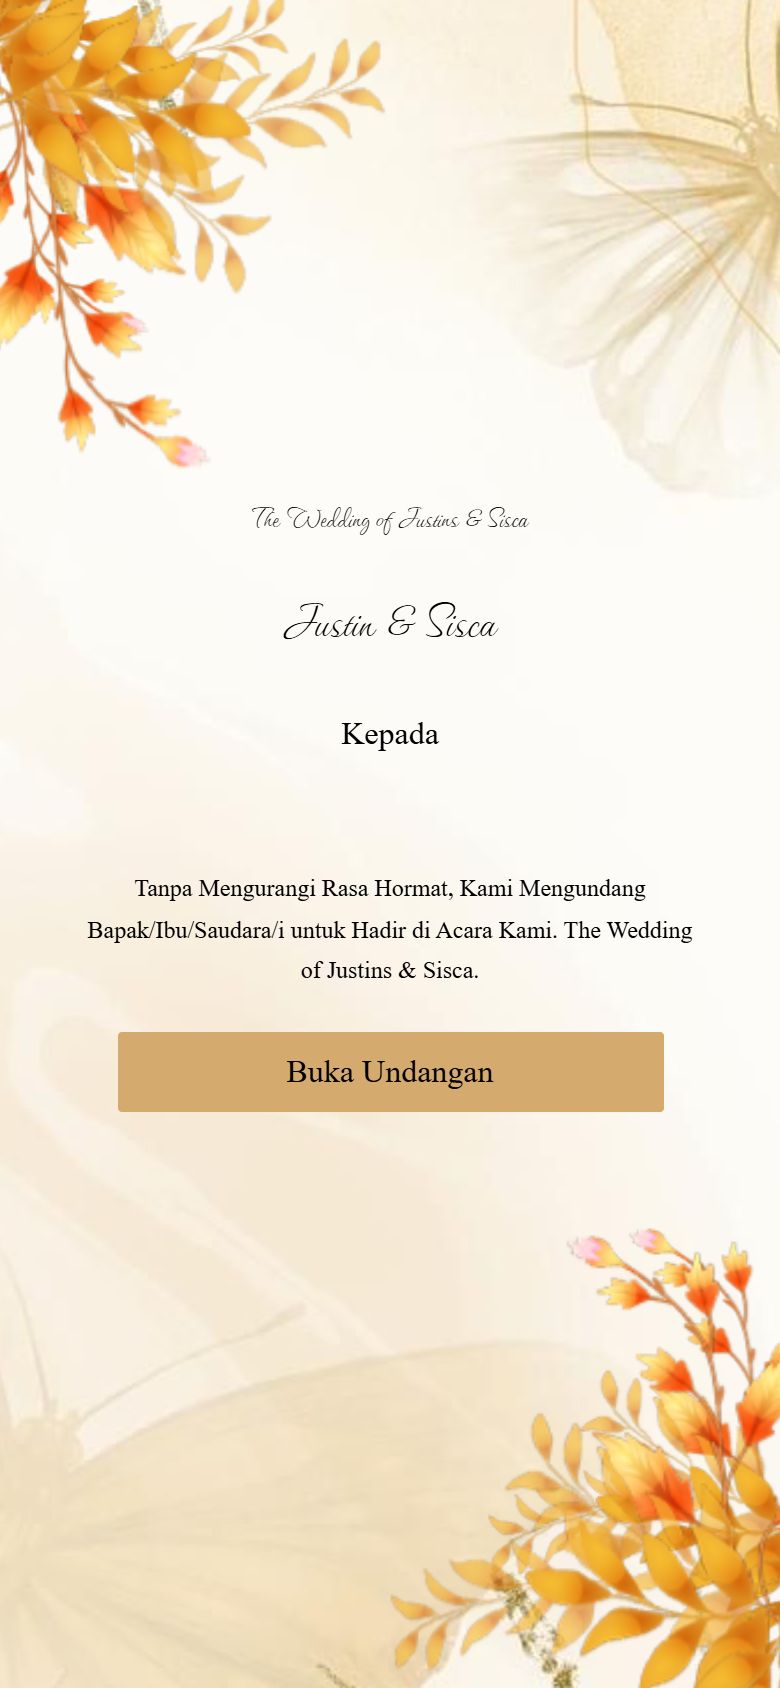 The Wedding of Justins & Sisca
Justin & Sisca
Kepada
Tanpa Mengurangi Rasa Hormat, Kami Mengundang
Bapak/Ibu/Saudara/i untuk Hadir di Acara Kami. The Wedding
of Justins & Sisca.
Buka Undangan